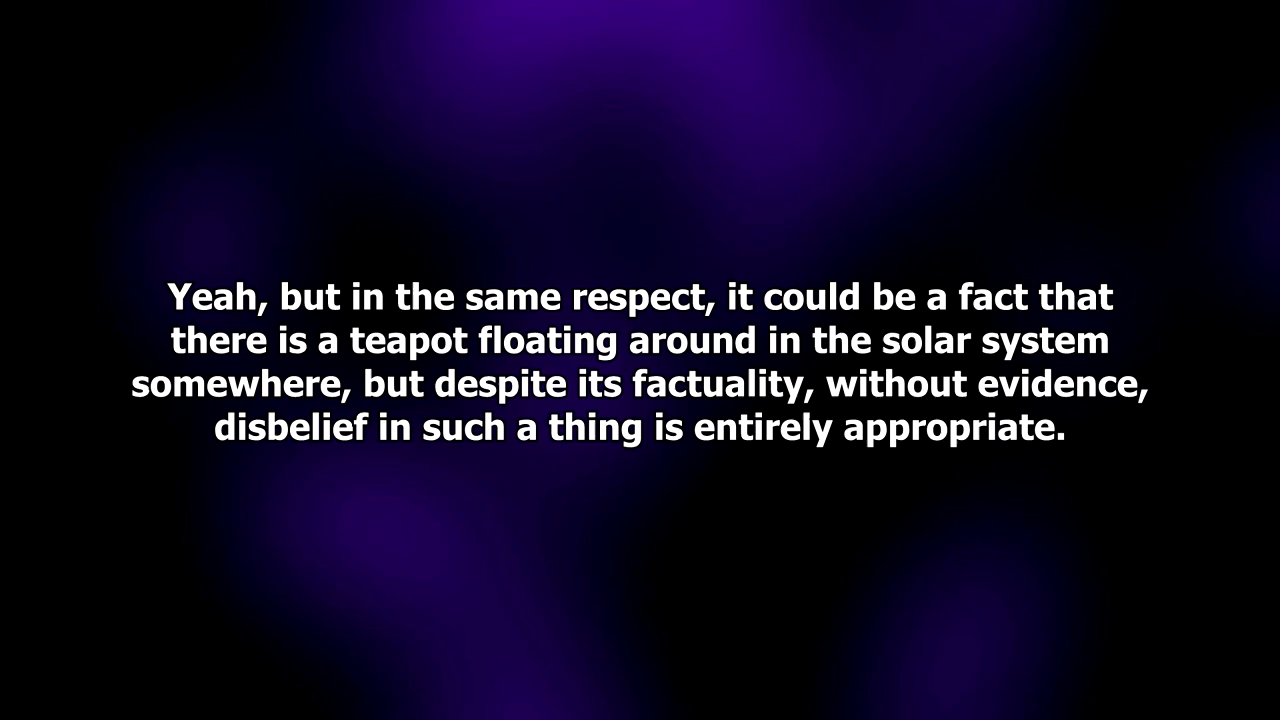 Yeah, but in the same respect, it could be a fact that
there is a teapot floating around in the solar system
somewhere, but despite its factuality, without evidence,
disbelief in such a thing is entirely appropriate.